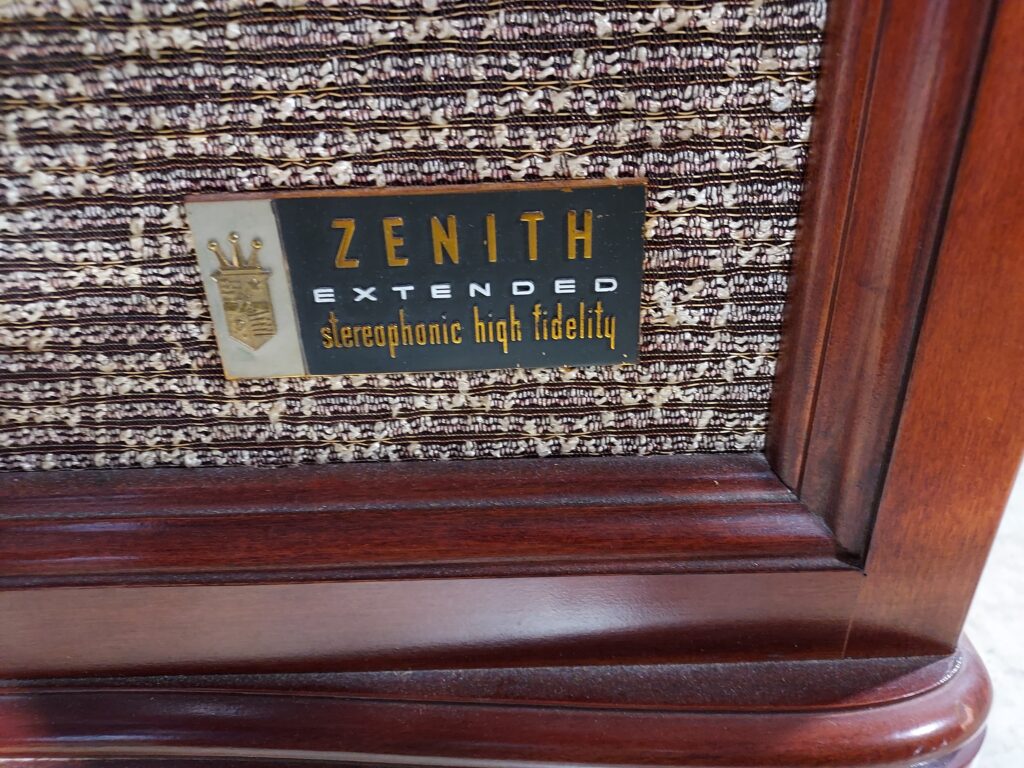 ZENITH
EXTENDED
stereophonic high fidelity